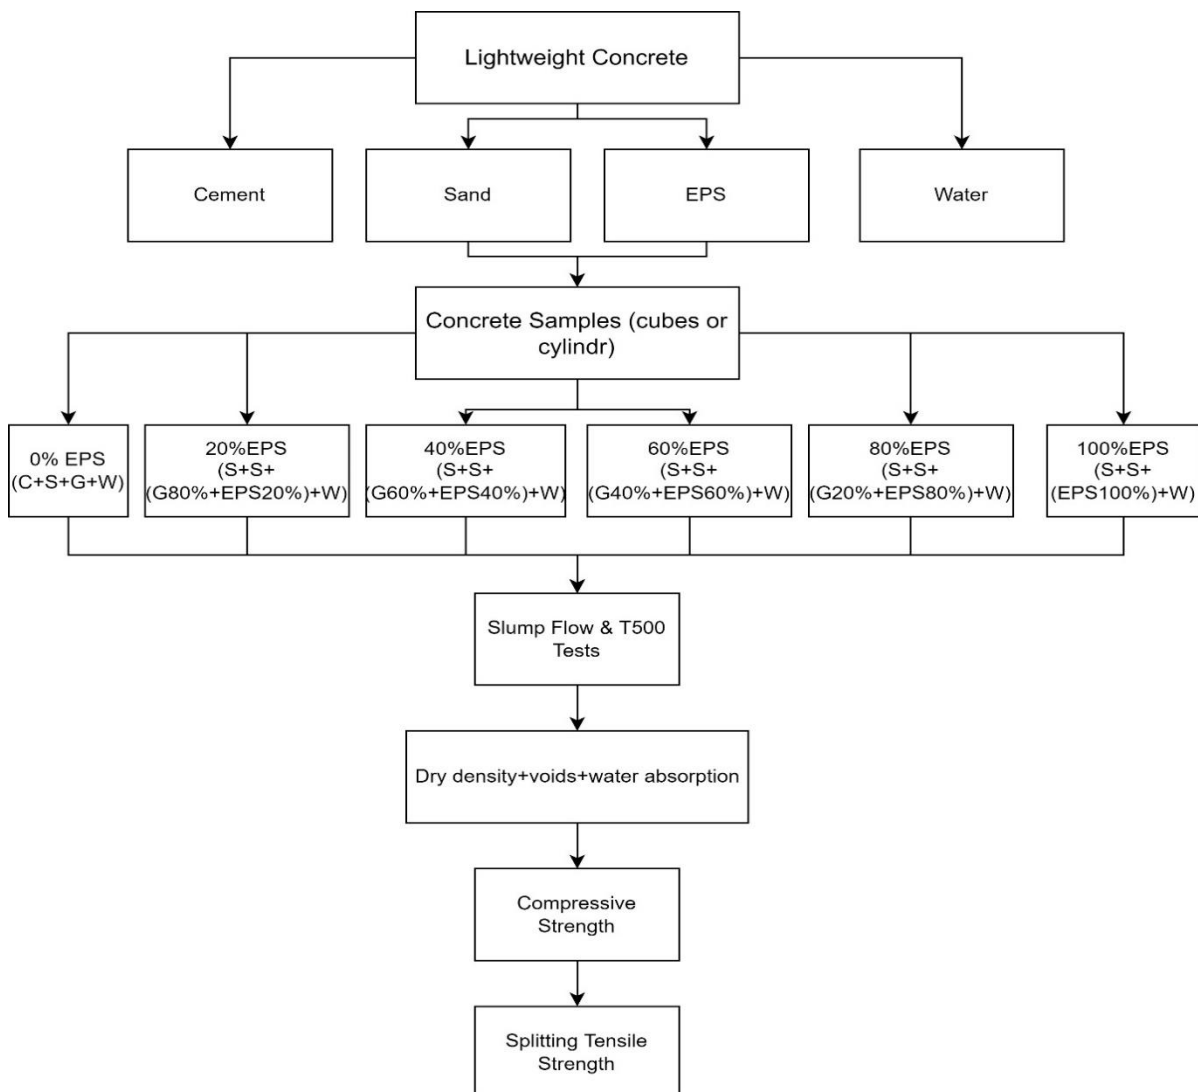 Lightweight Concrete
Cement
Sand
EPS
Water
Concrete Samples (cubes or
cylindr)
0% EPS
(C+S+G+W)
20%EPS
(S+S+
(G80%+EPS20%)+W)
40%EPS
(S+S+
(G60%+EPS40%)+W)
60%EPS
(S+S+
(G40%+EPS60%)+W)
80%EPS
(S+S+
(G20%+EPS80%)+W)
100%EPS
(S+S+
(EPS100%)+W)
Slump Flow & T500
Tests
Dry density+voids+water absorption
Compressive
Strength
Splitting Tensile
Strength